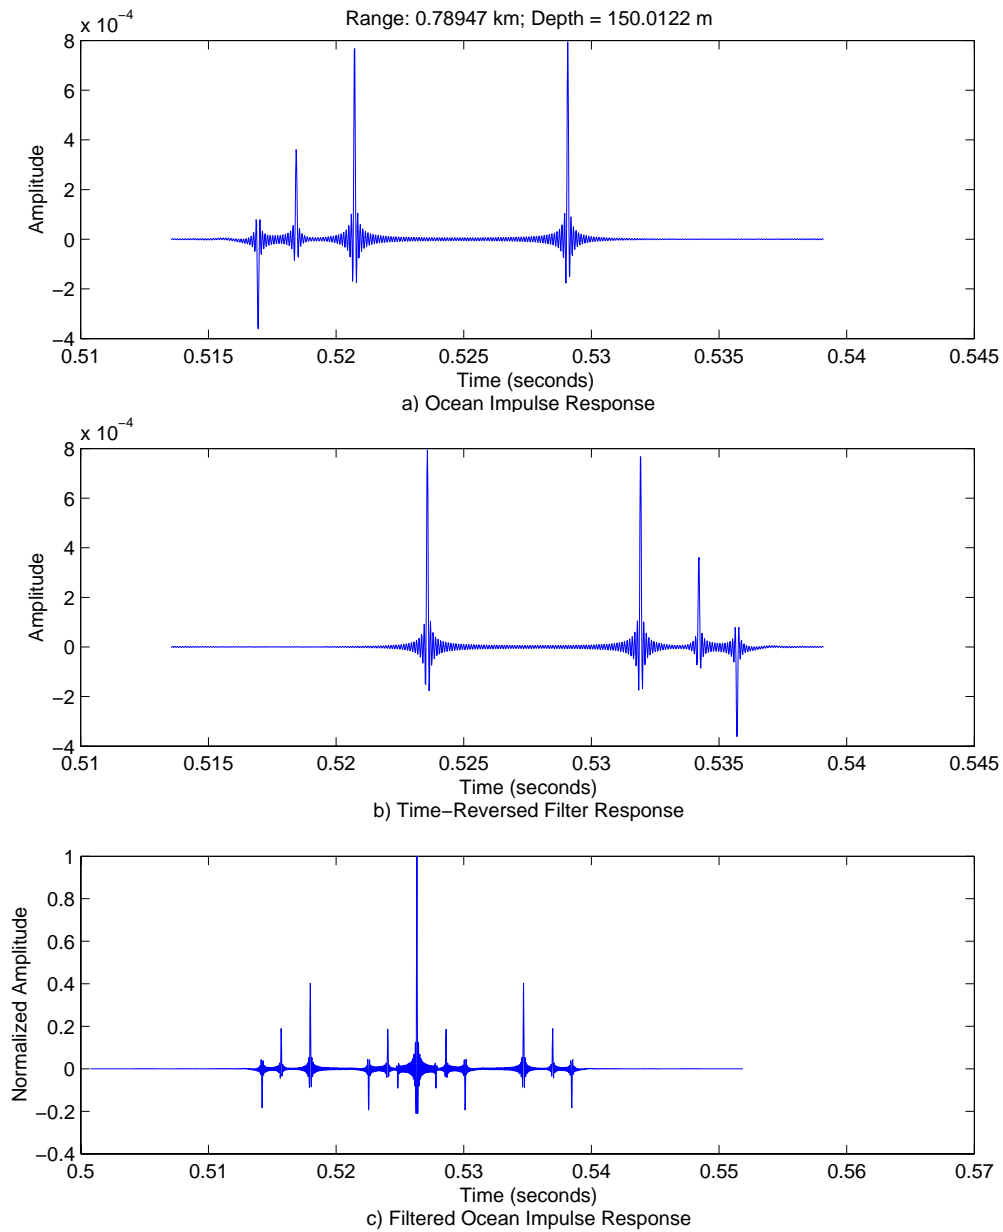 Range: 0.78947 km; Depth = 150.0122 m
x 10−4
8
6
4
2
0
−2
−4
Amplitude
0.51 0.515 0.52 0.525 0.53 0.535 0.54 0.545
Time (seconds)
a) Ocean Impulse Response
x 10−4
8
6
4
2
0
−2
−4
Amplitude
0.51 0.515 0.52 0.525 0.53 0.535 0.54 0.545
Time (seconds)
b) Time−Reversed Filter Response
1
0.8
0.6
0.4
0.2
0
−0.2
−0.4
Normalized Amplitude
0.5 0.51 0.52 0.53 0.54 0.55 0.56 0.57
Time (seconds)
c) Filtered Ocean Impulse Response